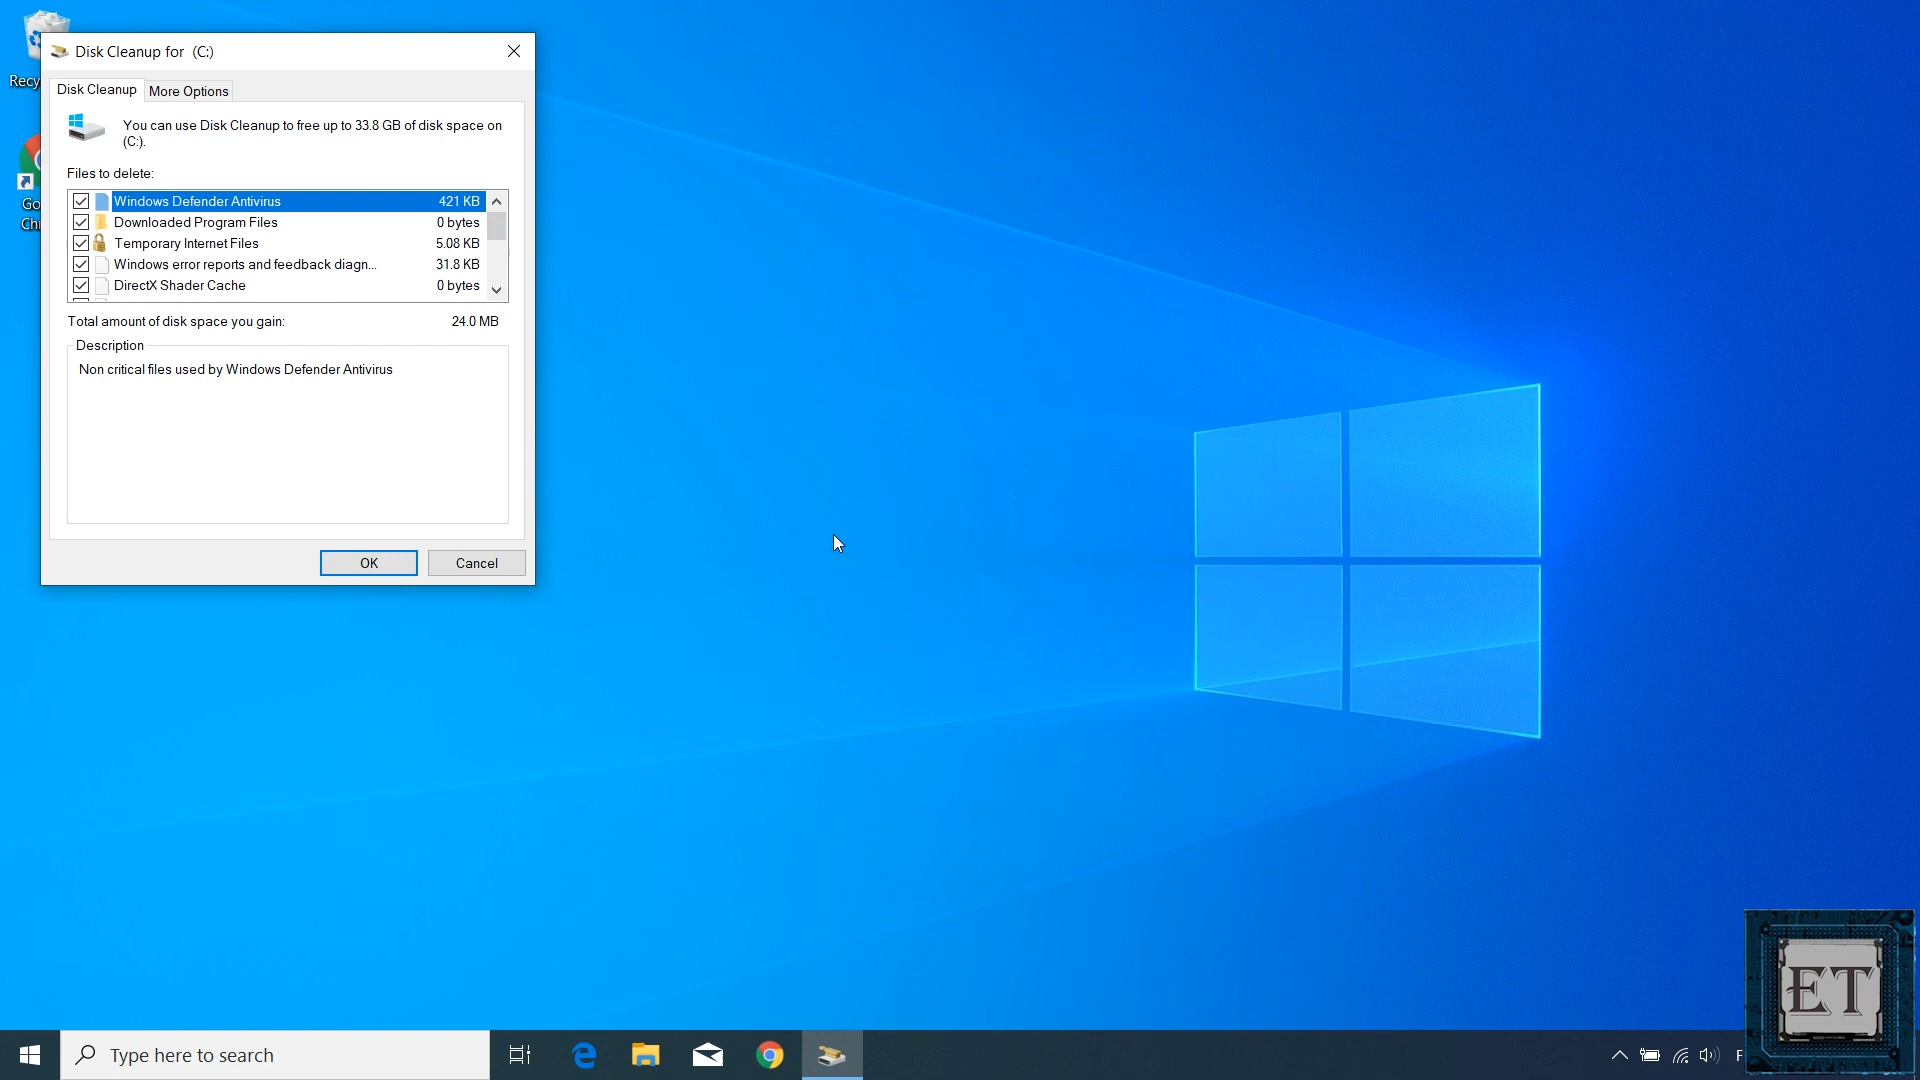 Recy
Go
Chr
Disk Cleanup for (C:)
Disk Cleanup
More Options
You can use Disk Cleanup to free up to 33.8 GB of disk space on
(C:).
Files to delete:
Windows Defender Antivirus 421 KB
Downloaded Program Files 0 bytes
Temporary Internet Files 5.08 KB
Windows error reports and feedback diagn... 31.8 KB
DirectX Shader Cache 0 bytes
Total amount of disk space you gain: 24.0 MB
Description
Non critical files used by Windows Defender Antivirus
OK
Cancel
Type here to search
F
ET